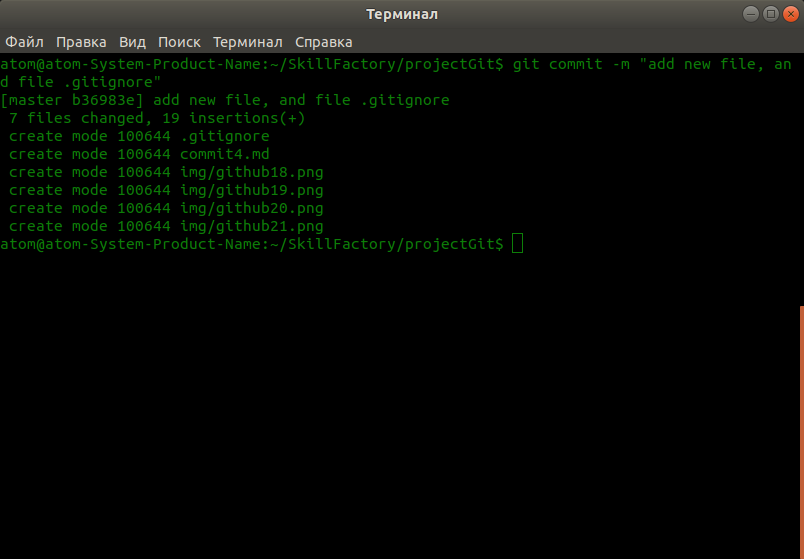 Терминал
Файл Правка Вид Поиск Терминал Справка
atom@atom-System-Product-Name:~/SkillFactory/projectGit$ git commit -m "add new file, an
d file .gitignore"
[master b36983e] add new file, and file .gitignore
 7 files changed, 19 insertions(+)
 create mode 100644 .gitignore
 create mode 100644 commit4.md
 create mode 100644 img/github18.png
 create mode 100644 img/github19.png
 create mode 100644 img/github20.png
 create mode 100644 img/github21.png
atom@atom-System-Product-Name:~/SkillFactory/projectGit$